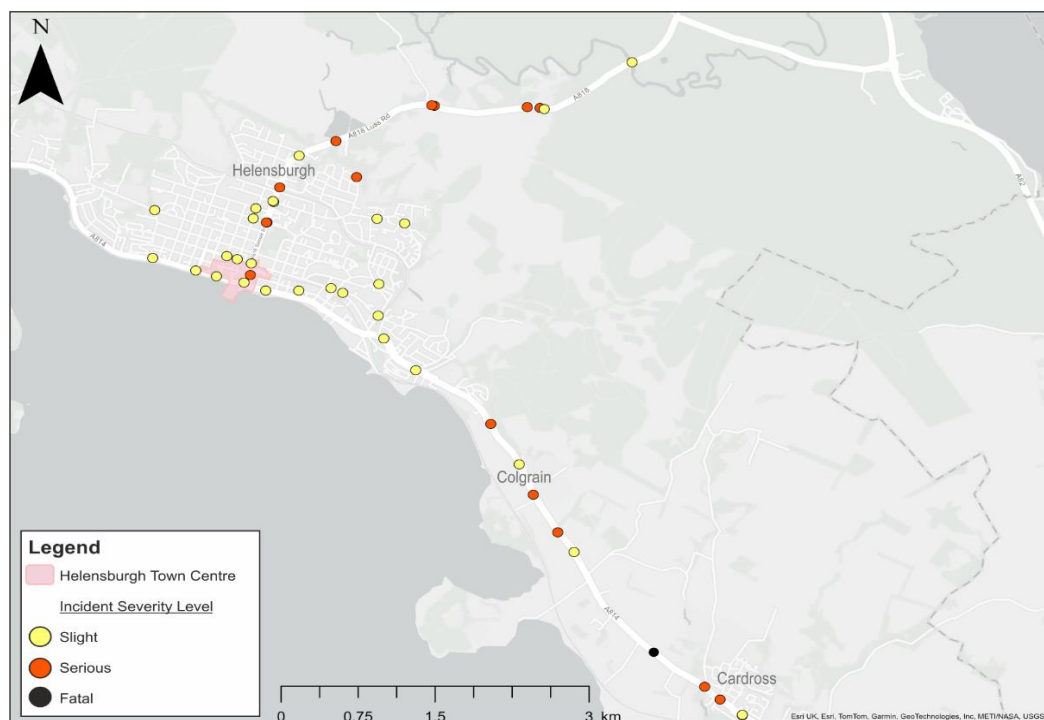 N
A818
A818 Luss Rd
A82
Helensburgh
A814
Colgrain
A814
Cardross
Legend
Helensburgh Town Centre
Incident Severity Level
Slight
Serious
Fatal
0 0.75 1.5 3 km
Esri UK, Esri, TomTom, Garmin, GeoTechnologies, Inc, METI/NASA, USGS